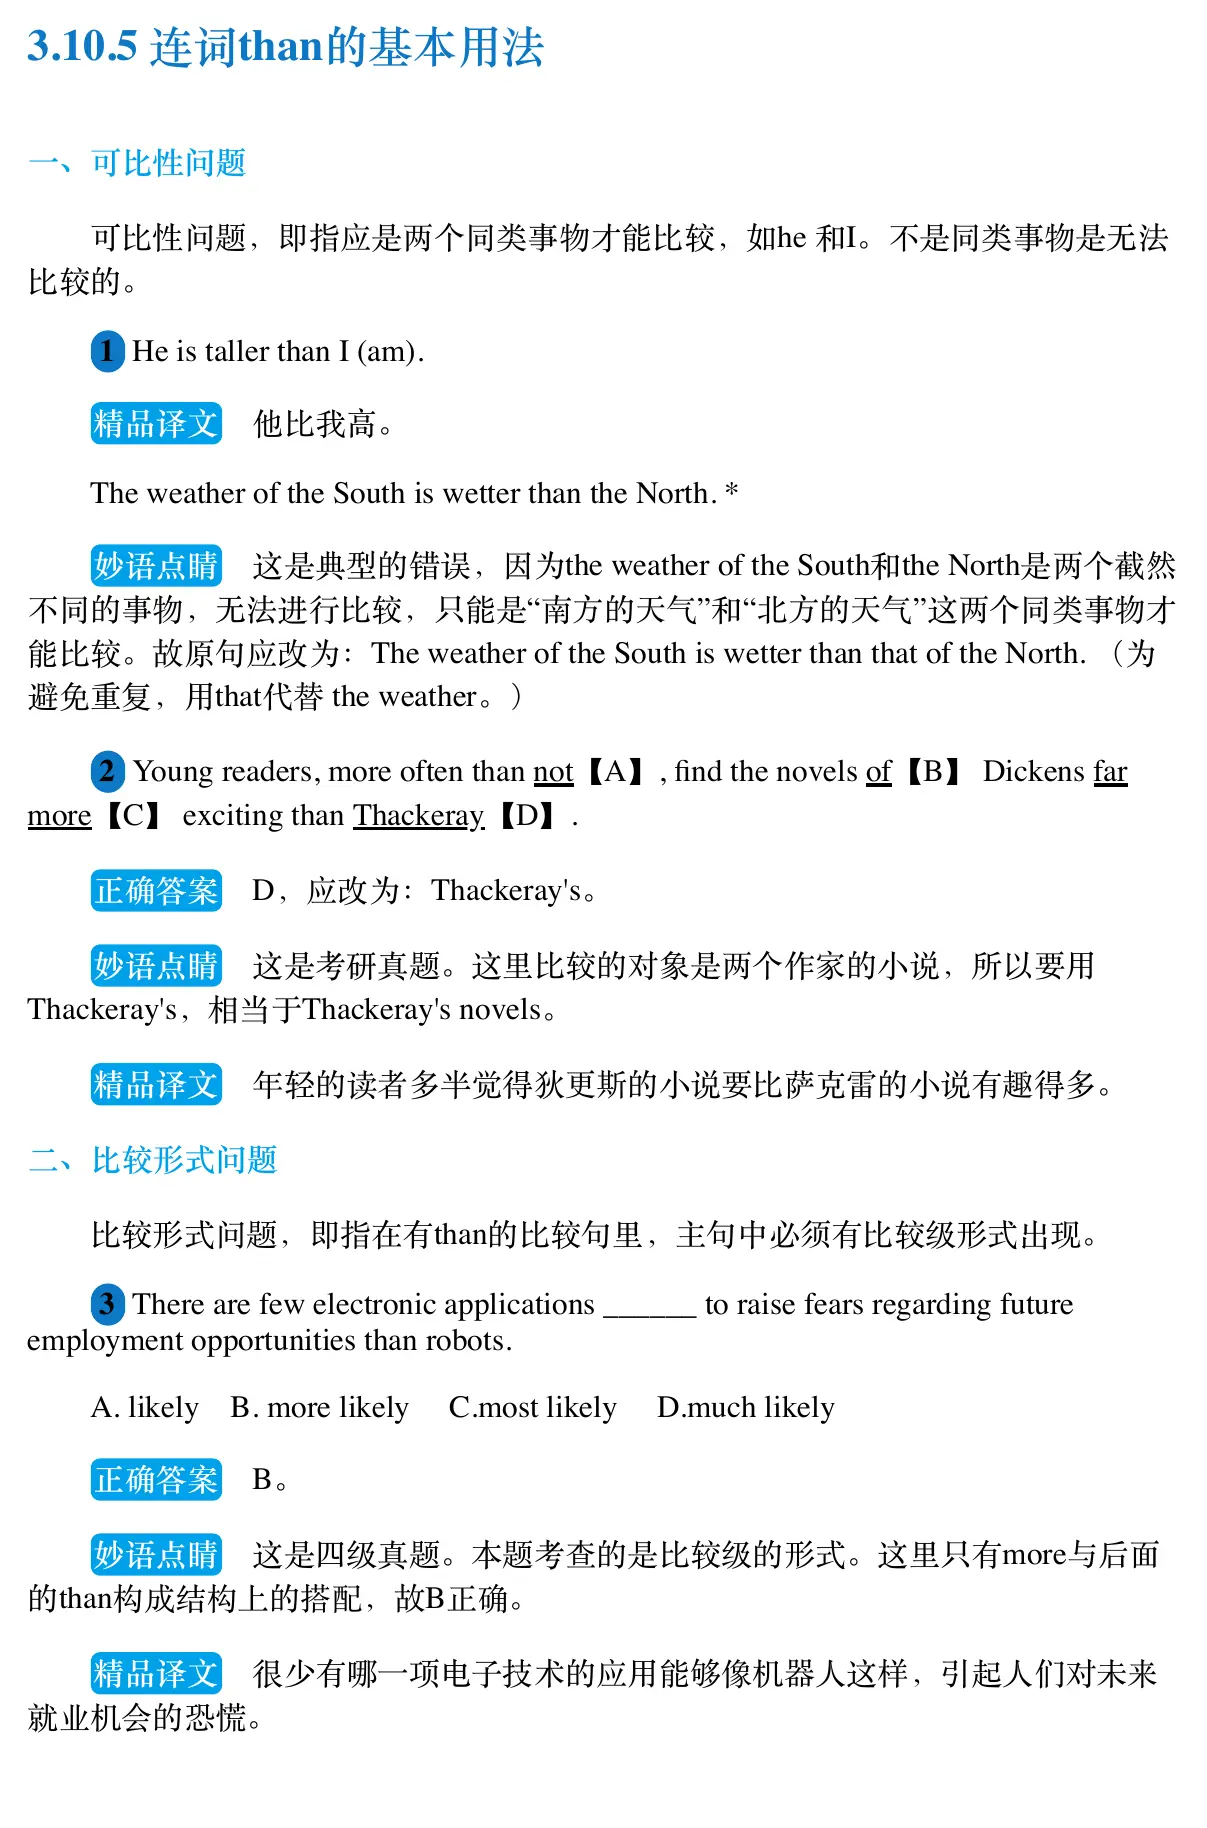 3.10.5 连词than的基本用法
一、可比性问题
可比性问题，即指应是两个同类事物才能比较，如he 和I。不是同类事物是无法
比较的。
1 He is taller than I (am).
精品译文 他比我高。
The weather of the South is wetter than the North. *
妙语点睛 这是典型的错误，因为the weather of the South和the North是两个截然
不同的事物，无法进行比较，只能是“南方的天气”和“北方的天气”这两个同类事物才
能比较。故原句应改为：The weather of the South is wetter than that of the North.（为
避免重复，用that代替 the weather。）
2 Young readers, more often than not【A】, find the novels of【B】 Dickens far
more【C】 exciting than Thackeray【D】.
正确答案 D，应改为：Thackeray's。
妙语点睛 这是考研真题。这里比较的对象是两个作家的小说，所以要用
Thackeray's，相当于Thackeray's novels。
精品译文 年轻的读者多半觉得狄更斯的小说要比萨克雷的小说有趣得多。
二、比较形式问题
比较形式问题，即指在有than的比较句里，主句中必须有比较级形式出现。
3 There are few electronic applications ______ to raise fears regarding future
employment opportunities than robots.
A. likely B. more likely C.most likely D.much likely
正确答案 B。
妙语点睛 这是四级真题。本题考查的是比较级的形式。这里只有more与后面
的than构成结构上的搭配，故B正确。
精品译文 很少有哪一项电子技术的应用能够像机器人这样，引起人们对未来
就业机会的恐慌。